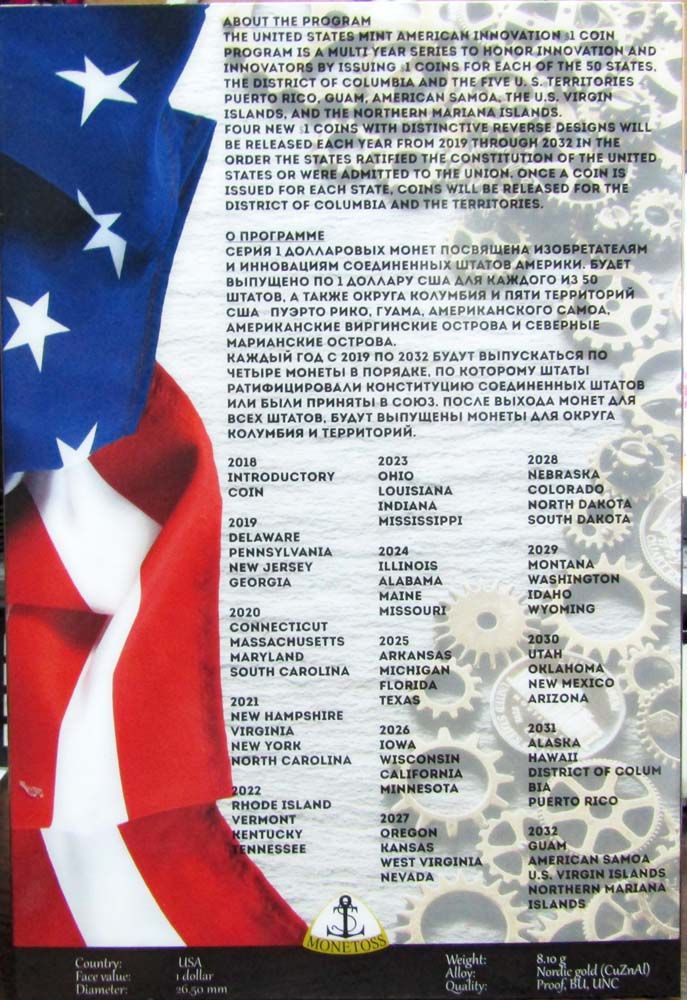 ABOUT THE PROGRAM
THE UNITED STATES MINT AMERICAN INNOVATION $1 COIN
PROGRAM IS A MULTI YEAR SERIES TO HONOR INNOVATION AND
INNOVATORS BY ISSUING $1 COINS FOR EACH OF THE 50 STATES,
THE DISTRICT OF COLUMBIA AND THE FIVE U. S. TERRITORIES
PUERTO RICO, GUAM, AMERICAN SAMOA, THE U.S. VIRGIN
ISLANDS, AND THE NORTHERN MARIANA ISLANDS.
FOUR NEW $1 COINS WITH DISTINCTIVE REVERSE DESIGNS WILL
BE RELEASED EACH YEAR FROM 2019 THROUGH 2032 IN THE
ORDER THE STATES RATIFIED THE CONSTITUTION OF THE UNITED
STATES OR WERE ADMITTED TO THE UNION. ONCE A COIN IS
ISSUED FOR EACH STATE, COINS WILL BE RELEASED FOR THE
DISTRICT OF COLUMBIA AND THE TERRITORIES.
О ПРОГРАММЕ
СЕРИЯ 1 ДОЛЛАРОВЫХ МОНЕТ ПОСВЯЩЕНА ИЗОБРЕТАТЕЛЯМ
И ИННОВАЦИЯМ СОЕДИНЕННЫХ ШТАТОВ АМЕРИКИ. БУДЕТ
ВЫПУЩЕНО ПО 1 ДОЛЛАРУ США ДЛЯ КАЖДОГО ИЗ 50
ШТАТОВ, А ТАКЖЕ ОКРУГА КОЛУМБИЯ И ПЯТИ ТЕРРИТОРИЙ
США ПУЭРТО РИКО, ГУАМА, АМЕРИКАНСКОГО САМОА,
АМЕРИКАНСКИЕ ВИРГИНСКИЕ ОСТРОВА И СЕВЕРНЫЕ
МАРИАНСКИЕ ОСТРОВА.
КАЖДЫЙ ГОД С 2019 ПО 2032 БУДУТ ВЫПУСКАТЬСЯ ПО
ЧЕТЫРЕ МОНЕТЫ В ПОРЯДКЕ, ПО КОТОРОМУ ШТАТЫ
РАТИФИЦИРОВАЛИ КОНСТИТУЦИЮ СОЕДИНЕННЫХ ШТАТОВ
ИЛИ БЫЛИ ПРИНЯТЫ В СОЮЗ. ПОСЛЕ ВЫХОДА МОНЕТ ДЛЯ
ВСЕХ ШТАТОВ, БУДУТ ВЫПУЩЕНЫ МОНЕТЫ ДЛЯ ОКРУГА
КОЛУМБИЯ И ТЕРРИТОРИЙ.
2018
INTRODUCTORY
COIN
2019
DELAWARE
PENNSYLVANIA
NEW JERSEY
GEORGIA
2020
CONNECTICUT
MASSACHUSETTS
MARYLAND
SOUTH CAROLINA
2021
NEW HAMPSHIRE
VIRGINIA
NEW YORK
NORTH CAROLINA
2022
RHODE ISLAND
VERMONT
KENTUCKY
TENNESSEE
2023
OHIO
LOUISIANA
INDIANA
MISSISSIPPI
2024
ILLINOIS
ALABAMA
MAINE
MISSOURI
2025
ARKANSAS
MICHIGAN
FLORIDA
TEXAS
2026
IOWA
WISCONSIN
CALIFORNIA
MINNESOTA
2027
OREGON
KANSAS
WEST VIRGINIA
NEVADA
2028
NEBRASKA
COLORADO
NORTH DAKOTA
SOUTH DAKOTA
2029
MONTANA
WASHINGTON
IDAHO
WYOMING
2030
UTAH
OKLAHOMA
NEW MEXICO
ARIZONA
2031
ALASKA
HAWAII
DISTRICT OF COLUM
BIA
PUERTO RICO
2032
GUAM
AMERICAN SAMOA
U.S. VIRGIN ISLANDS
NORTHERN MARIANA
ISLANDS
MONETOSS
Country: USA
Face value: 1 dollar
Diameter: 26.50 mm
Weight: 8.10 g
Alloy: Nordic gold (CuZnAl)
Quality: Proof, BU, UNC